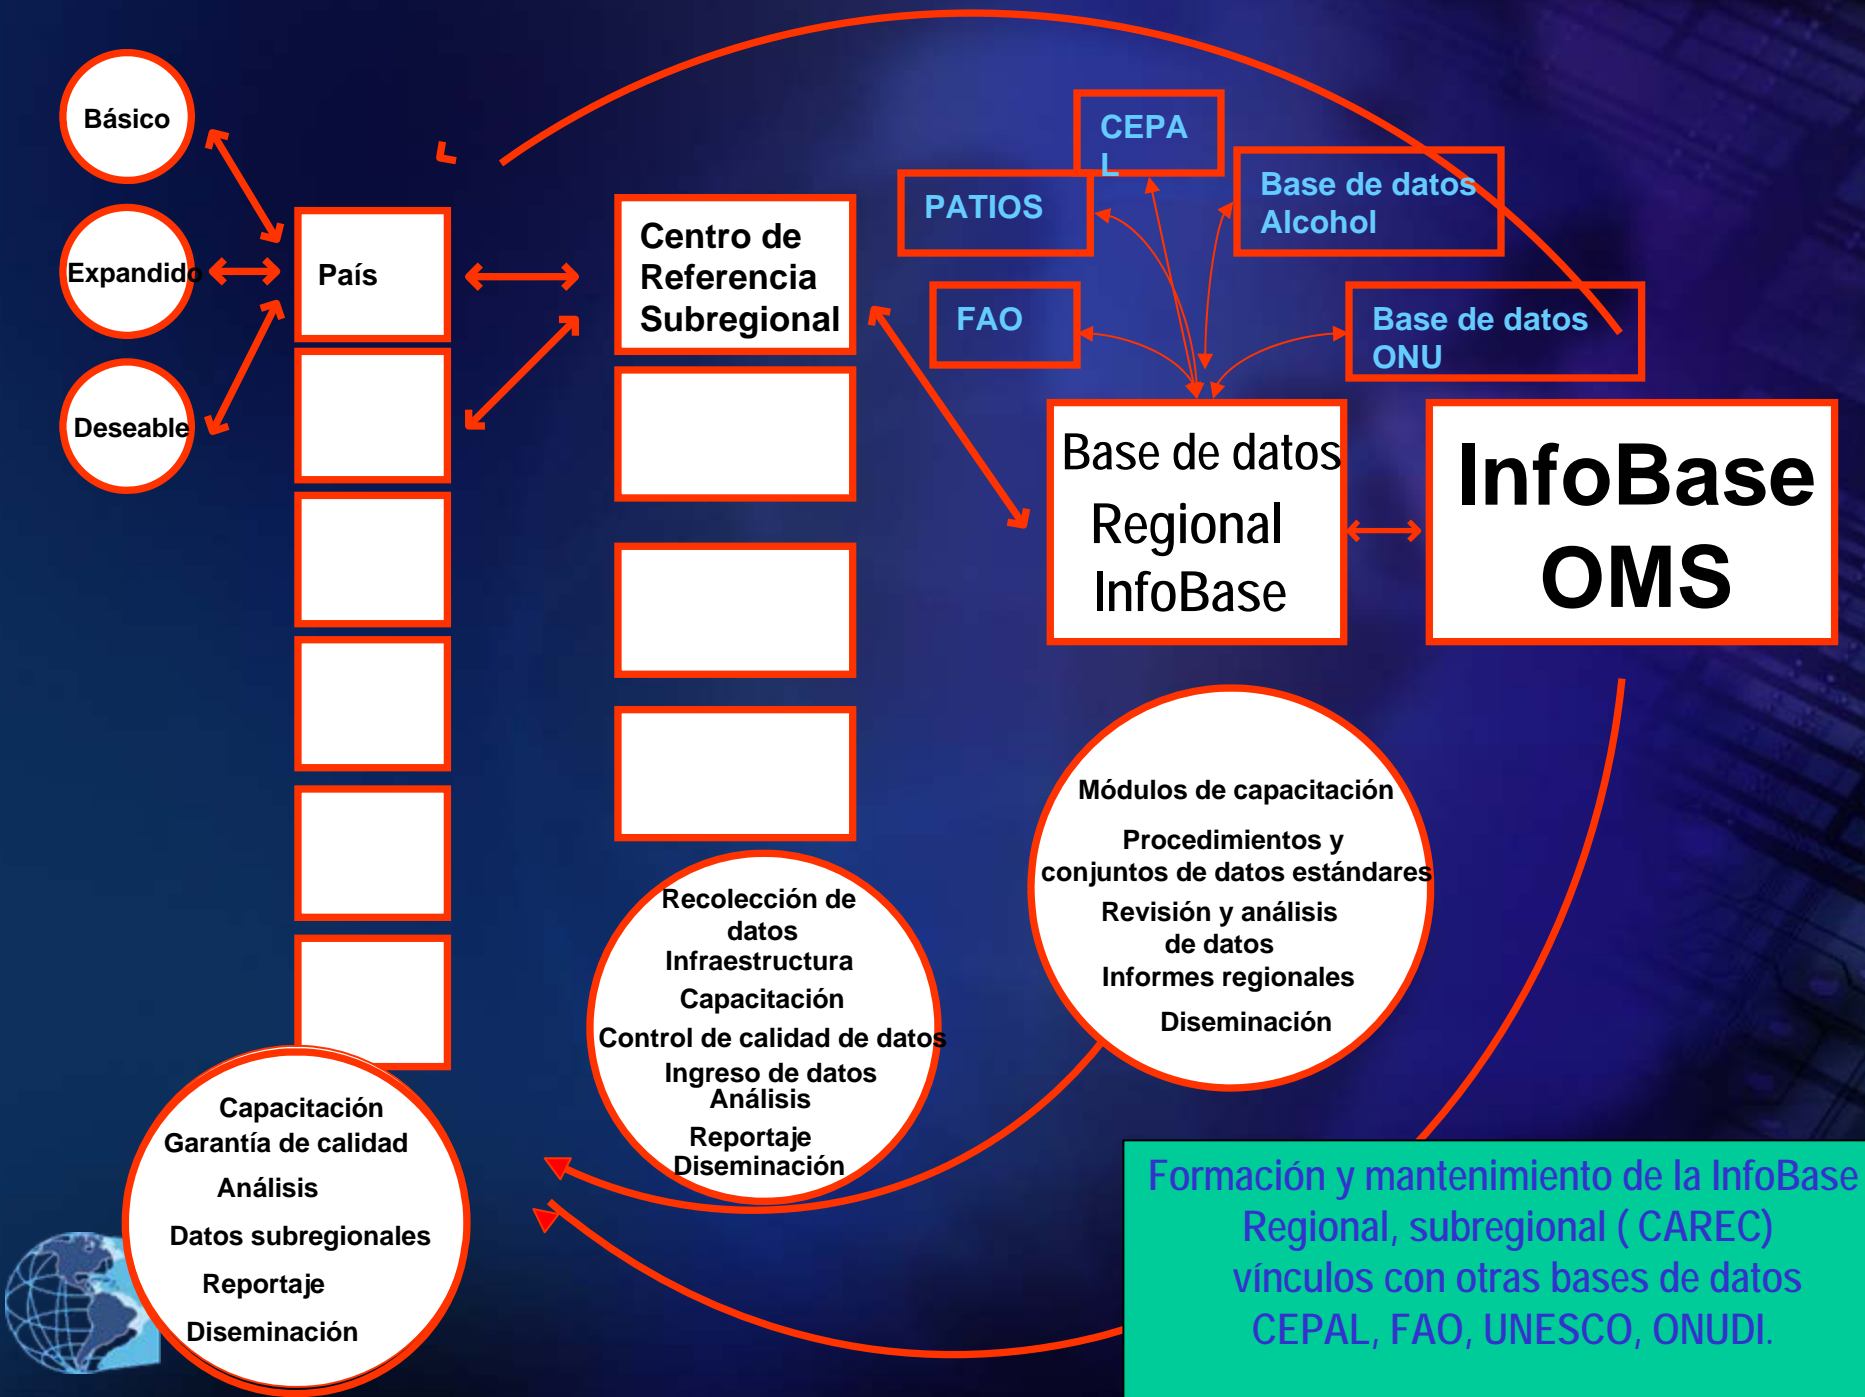 Básico
Expandido
Deseable
País
Centro de
Referencia
Subregional
CEPA
L
PATIOS
Base de datos
Alcohol
FAO
Base de datos
ONU
Base de datos
Regional
InfoBase
InfoBase
OMS
Módulos de capacitación
Procedimientos y
conjuntos de datos estándares
Revisión y análisis
de datos
Informes regionales
Diseminación
Recolección de
datos
Infraestructura
Capacitación
Control de calidad de datos
Ingreso de datos
Análisis
Reportaje
Diseminación
Capacitación
Garantía de calidad
Análisis
Datos subregionales
Reportaje
Diseminación
Formación y mantenimiento de la InfoBase
Regional, subregional ( CAREC)
vínculos con otras bases de datos
CEPAL, FAO, UNESCO, ONUDI.